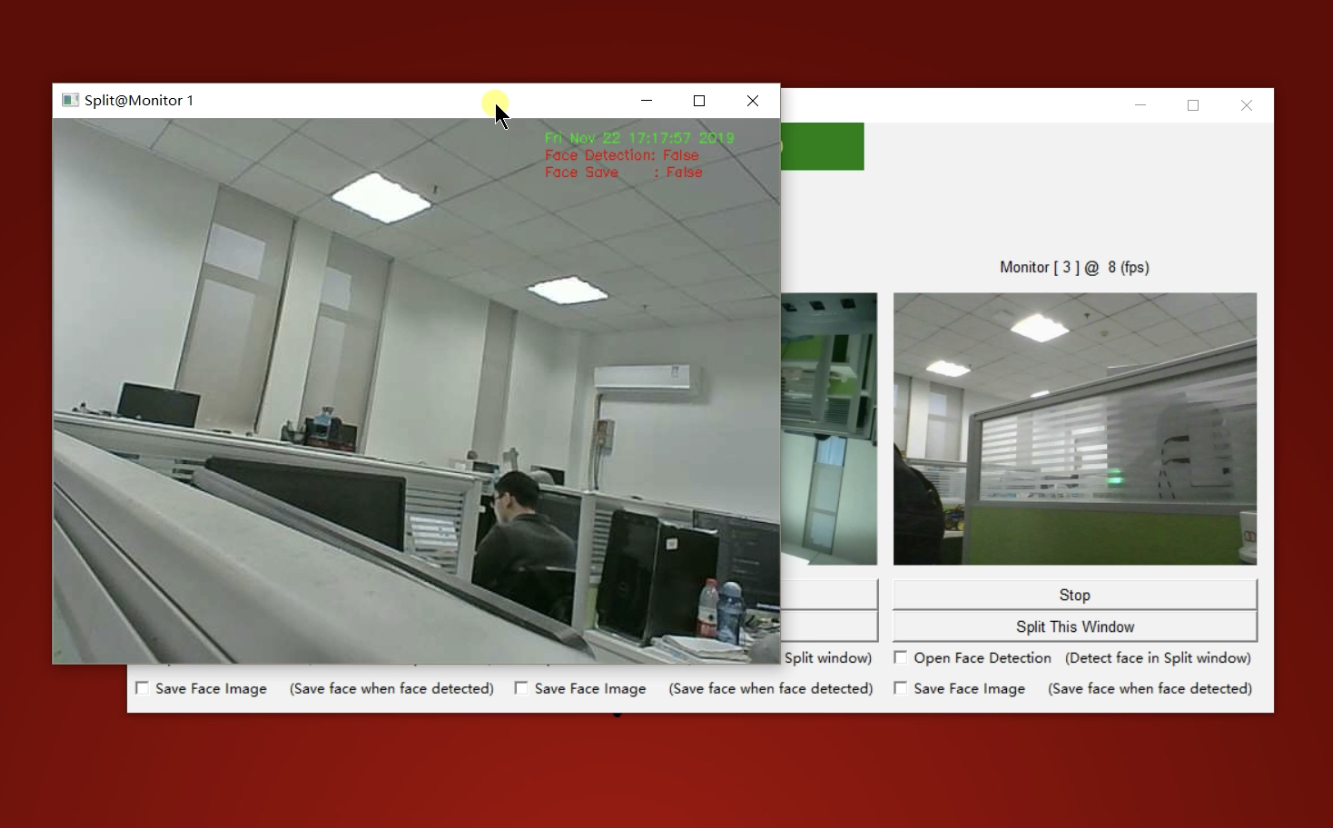 Split@Monitor 1
Fri Nov 22 17:17:57 2019
Face Detection: False
Face Save : False
Monitor [ 3 ] @ 8 (fps)
Stop
Split This Window
Split window)
Open Face Detection (Detect face in Split window)
Save Face Image (Save face when face detected)
Save Face Image (Save face when face detected)
Save Face Image (Save face when face detected)